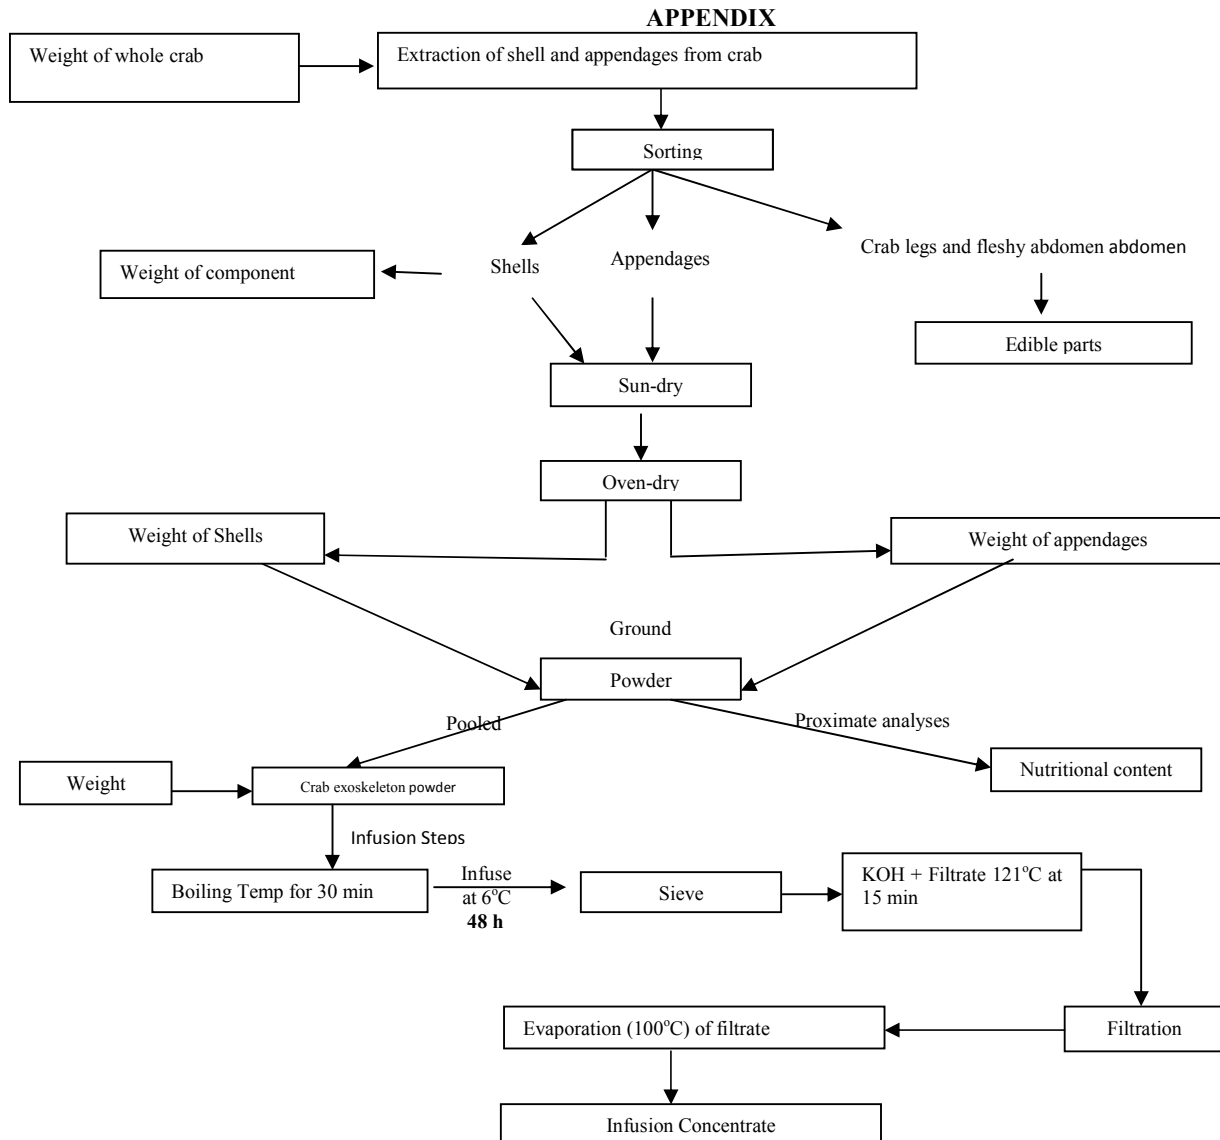 APPENDIX
Weight of whole crab
Extraction of shell and appendages from crab
Sorting
Crab legs and fleshy abdomen abdomen
Appendages
Shells
Weight of component
Edible parts
Sun-dry
Oven-dry
Weight of Shells
Weight of appendages
Ground
Powder
Pooled
Proximate analyses
Weight
Crab exoskeleton powder
Nutritional content
Infusion Steps
Boiling Temp for 30 min
Infuse
at 6°C
48 h
Sieve
KOH + Filtrate 121°C at
15 min
Evaporation (100°C) of filtrate
Filtration
Infusion Concentrate